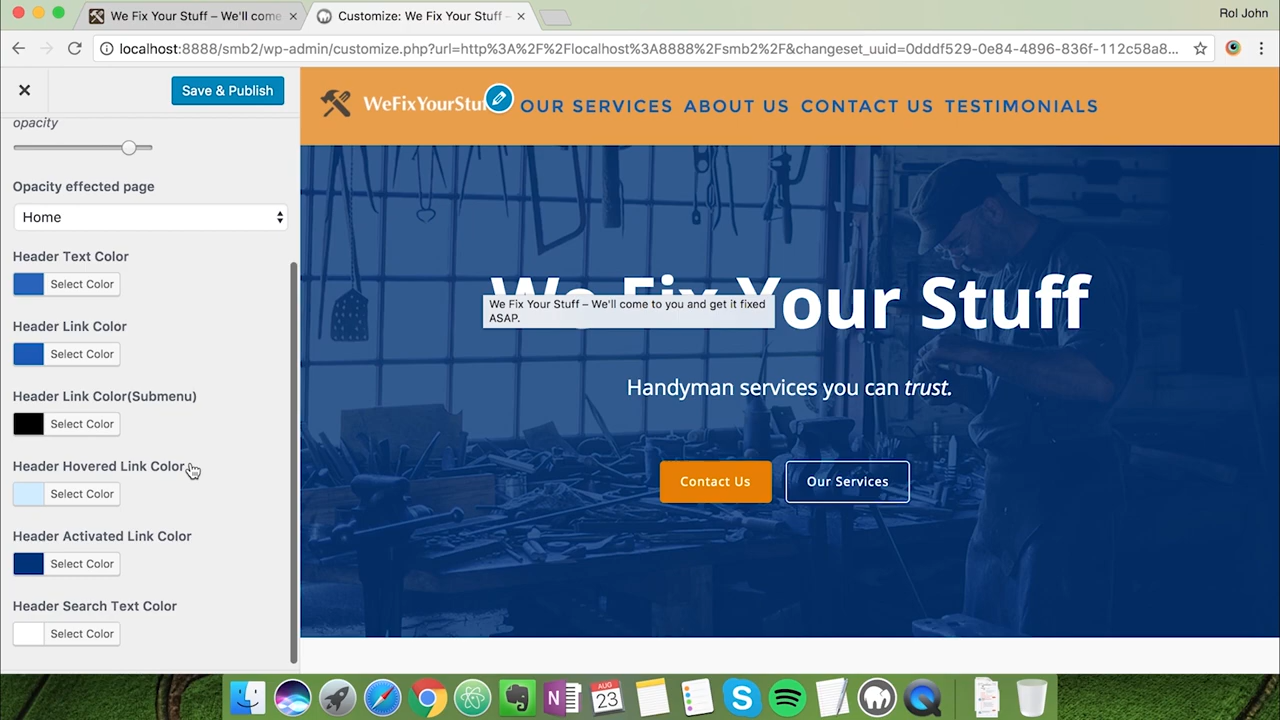 We Fix Your Stuff – We'll come
Customize: We Fix Your Stuff –
Rol John
localhost:8888/smb2/wp-admin/customize.php?url=http%3A%2F%2Flocalhost%3A8888%2Fsmb2%2F&changeset_uuid=0dddf529-0e84-4896-836f-112c58a8...
Save & Publish
opacity
Opacity effected page
Home
Header Text Color
Select Color
Header Link Color
Select Color
Header Link Color(Submenu)
Select Color
Header Hovered Link Color
Select Color
Header Activated Link Color
Select Color
Header Search Text Color
Select Color
WeFixYourStuf
OUR SERVICES ABOUT US CONTACT US TESTIMONIALS
We Fix Your Stuff
We Fix Your Stuff – We'll come to you and get it fixed
ASAP.
Handyman services you can trust.
Contact Us
Our Services
N
AUG
23